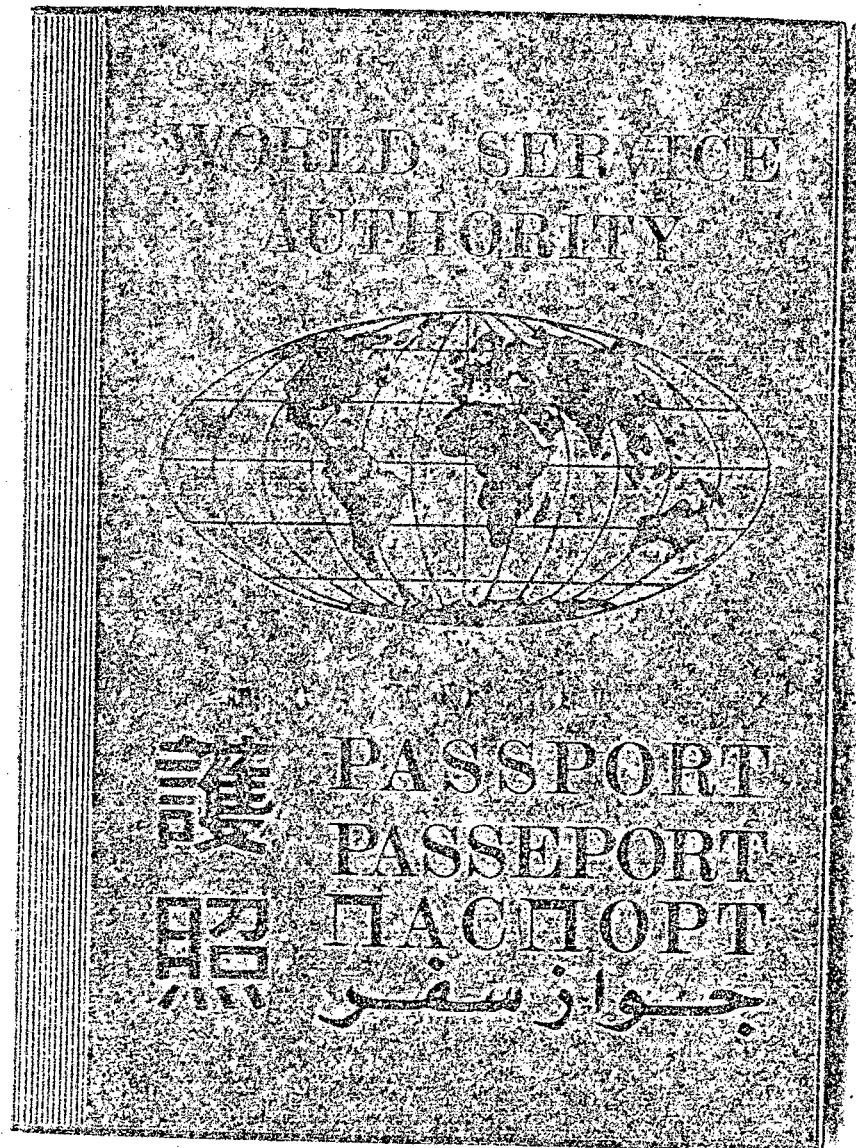 WORLD SERVICE
AUTHORITY
護
照
PASSPORT
PASSEPORT
ПАСПОРТ
جواز سفر